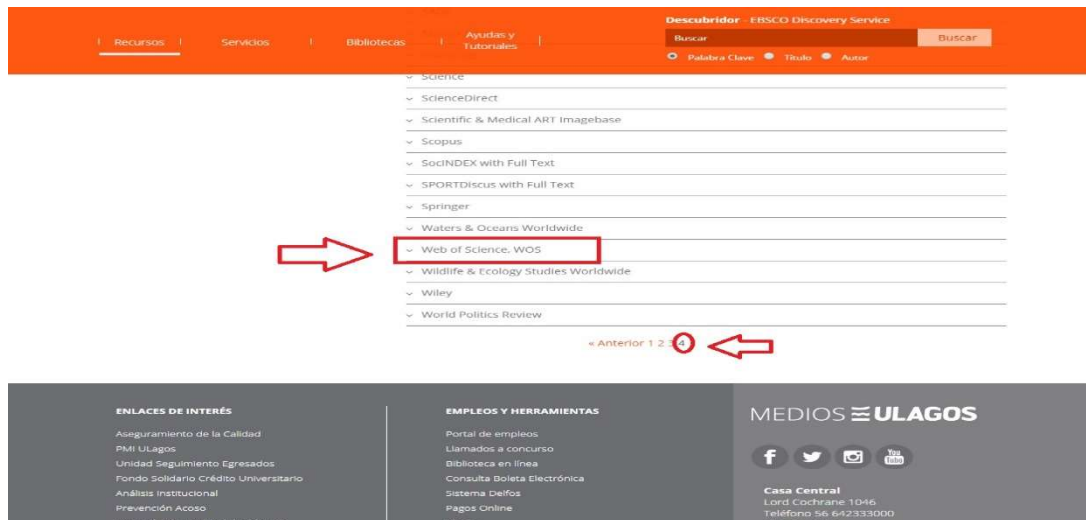 Descubridor - EBSCO Discovery Service
Recursos
Servicios
Bibliotecas
Ayudas y
Tutoriales
Buscar
Buscar
Palabra Clave
Título
Autor
Science
ScienceDirect
Scientific & Medical ART Imagebase
Scopus
SocINDEX with Full Text
SPORTDiscus with Full Text
Springer
Waters & Oceans Worldwide
Web of Science. WOS
Wildlife & Ecology Studies Worldwide
Wiley
World Politics Review
« Anterior 1 2 3 4
ENLACES DE INTERÉS
Aseguramiento de la Calidad
PMI ULagos
Unidad Seguimiento Egresados
Fondo Solidario Crédito Universitario
Análisis Institucional
Prevención Acoso
EMPLEOS Y HERRAMIENTAS
Portal de empleos
Llamados a concurso
Biblioteca en línea
Consulta Boleta Electrónica
Sistema Delfos
Pagos Online
MEDIOS ULAGOS
You
Tube
Casa Central
Lord Cochrane 1046
Teléfono 56 642333000